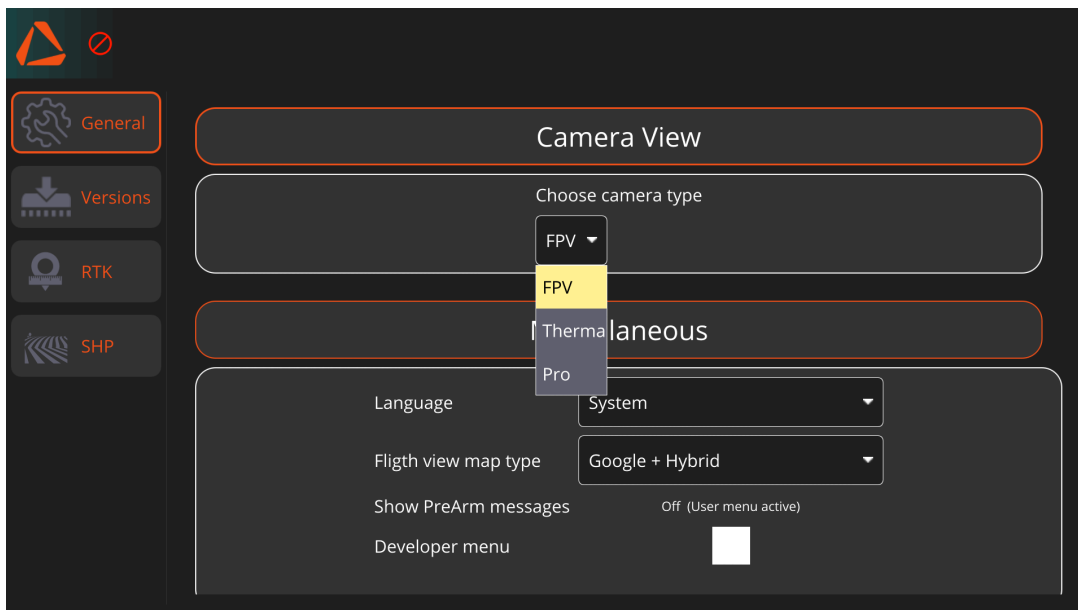 General
Versions
RTK
SHP
Camera View
Choose camera type
FPV
FPV
Therma
Pro
laneous
Language
System
Fligth view map type
Google + Hybrid
Show PreArm messages
Off (User menu active)
Developer menu